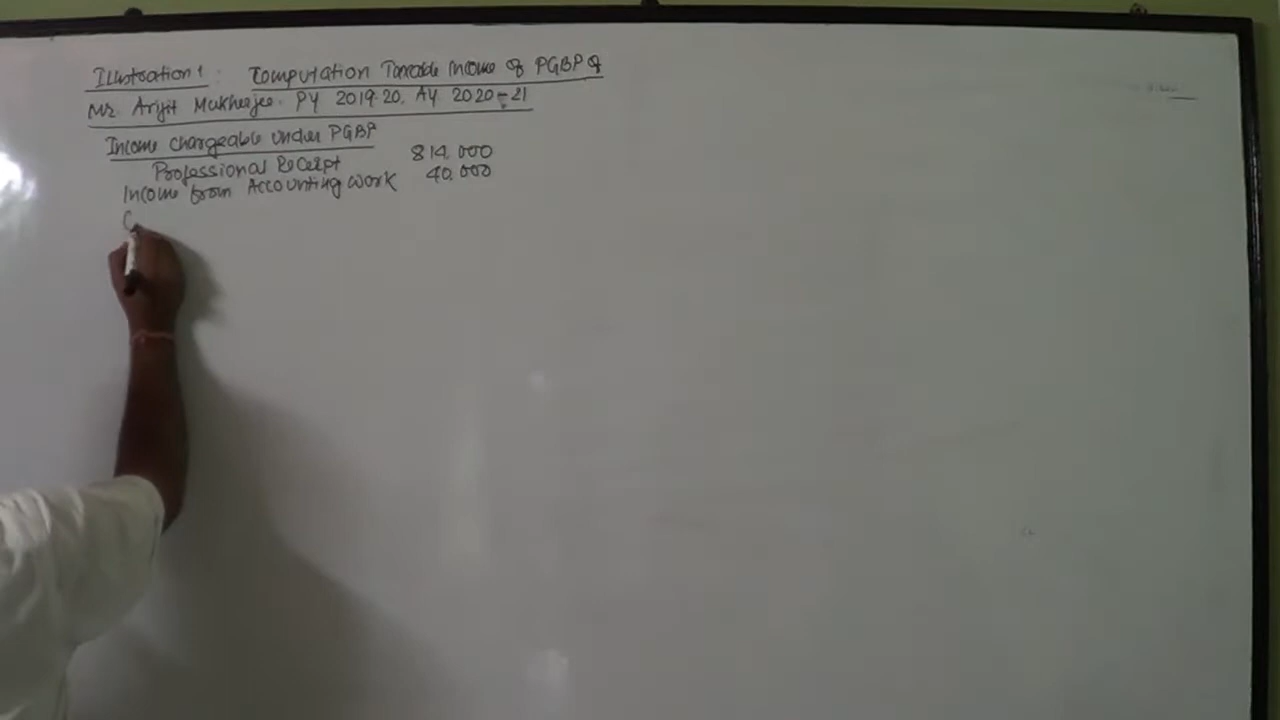 Illustration 1 : Computation Taxable Income of PGBP of
Mr. Arijit Mukherjee. PY 2019-20. AY 2020-21
Income chargeable under PGBP
Professional Receipt 814,000
Income from Accounting work 40,000
C